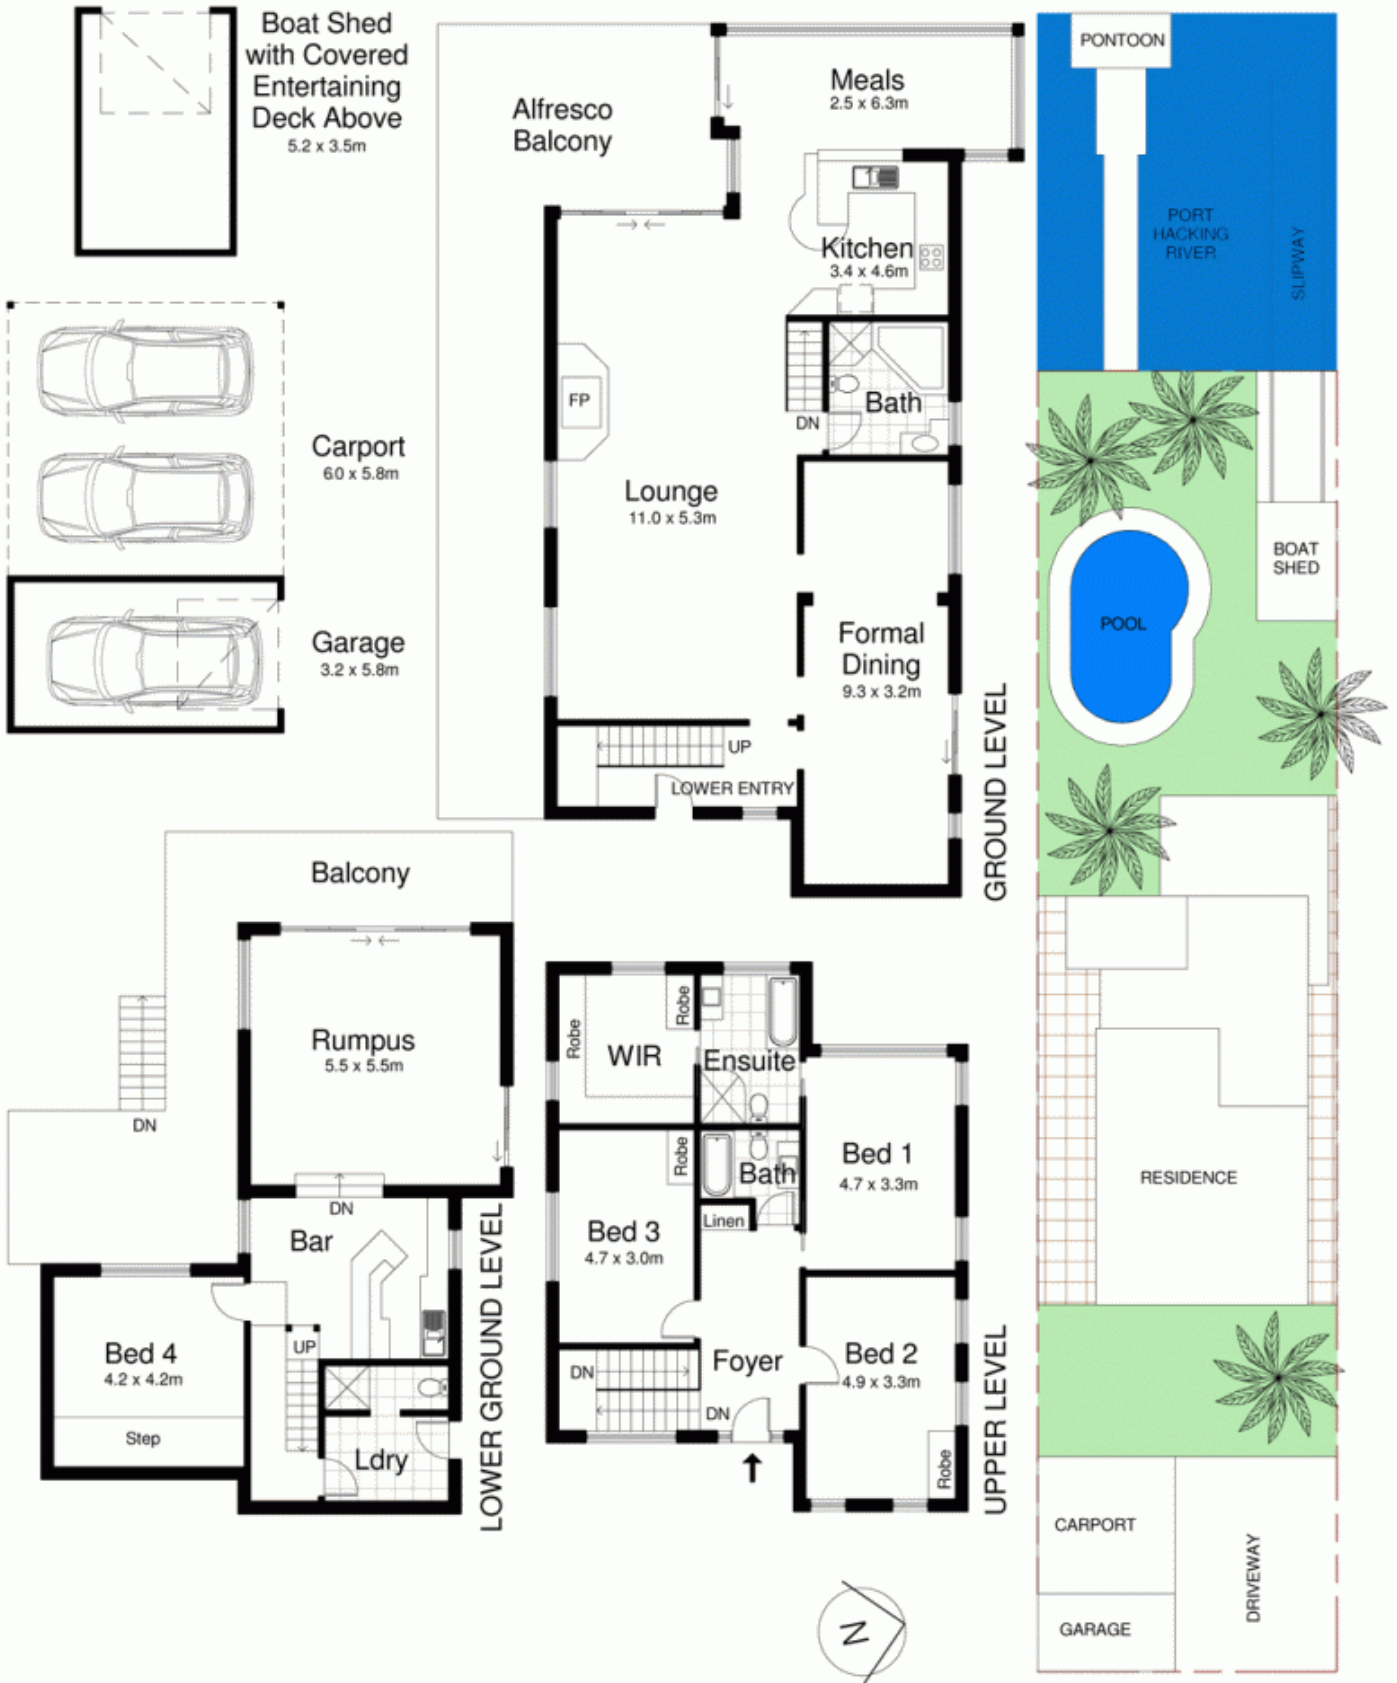 Boat Shed
with Covered
Entertaining
Deck Above
5.2 x 3.5m
Carport
6.0 x 5.8m
Garage
3.2 x 5.8m
Alfresco
Balcony
Meals
2.5 x 6.3m
Kitchen
3.4 x 4.6m
FP
DN
Bath
Lounge
11.0 x 5.3m
Formal
Dining
9.3 x 3.2m
UP
LOWER ENTRY
GROUND LEVEL
Balcony
Rumpus
5.5 x 5.5m
DN
DN
Bar
Bed 4
4.2 x 4.2m
Step
UP
Ldry
LOWER GROUND LEVEL
Robe
WIR
Robe
Ensuite
Bed 1
4.7 x 3.3m
Robe
Bath
Linen
Bed 3
4.7 x 3.0m
Foyer
DN
DN
Bed 2
4.9 x 3.3m
Robe
UPPER LEVEL
N
PONTOON
PORT
HACKING
RIVER
SLIPWAY
BOAT
SHED
POOL
RESIDENCE
CARPORT
GARAGE
DRIVEWAY